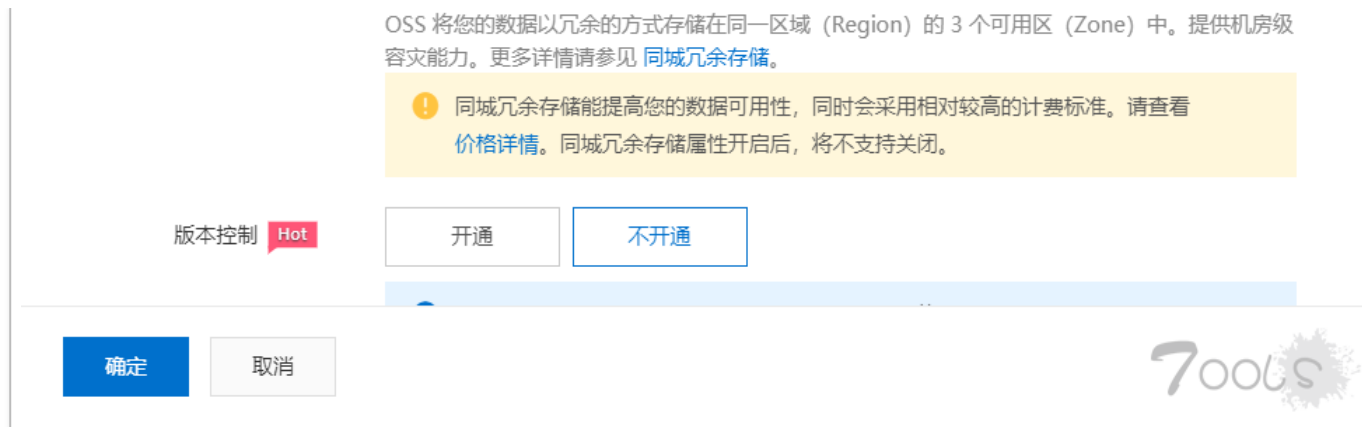 OSS 将您的数据以冗余的方式存储在同一区域（Region）的 3 个可用区（Zone）中。提供机房级
容灾能力。更多详情请参见 同城冗余存储。
同城冗余存储能提高您的数据可用性，同时会采用相对较高的计费标准。请查看
价格详情。同城冗余存储属性开启后，将不支持关闭。
版本控制 Hot 开通 不开通
确定 取消
7ooLS